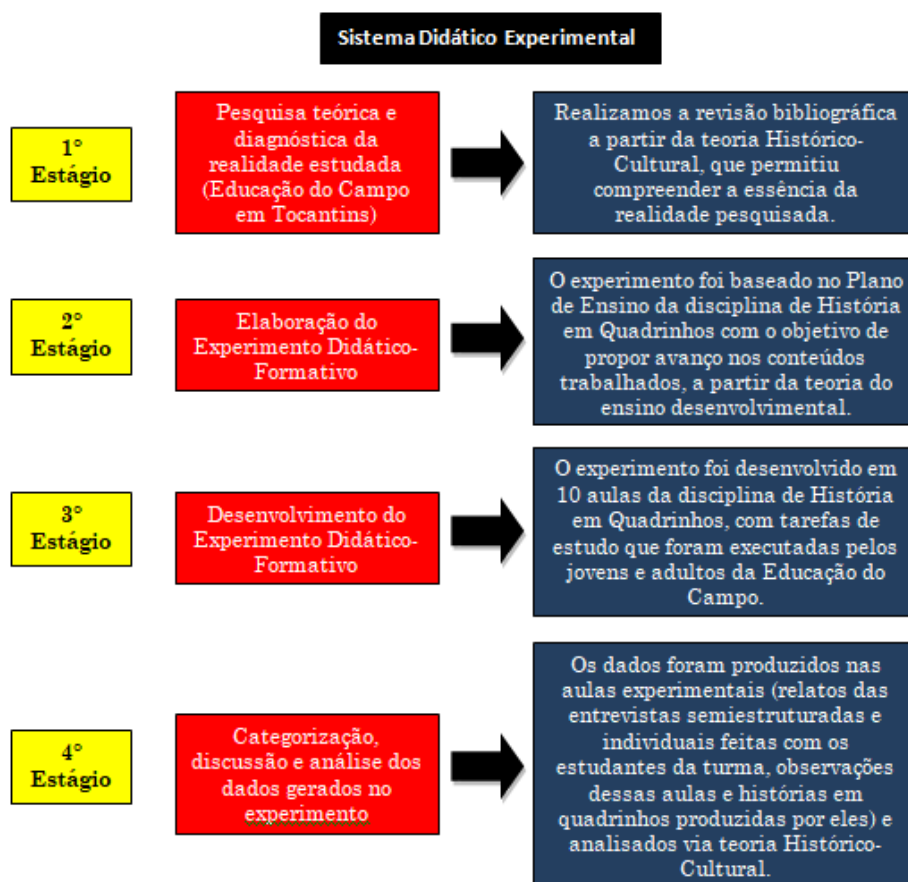 Sistema Didático Experimental
1°
Estágio
Pesquisa teórica e
diagnóstica da
realidade estudada
(Educação do Campo
em Tocantins)
Realizamos a revisão bibliográfica
a partir da teoria Histórico-
Cultural, que permitiu
compreender a essência da
realidade pesquisada.
2°
Estágio
Elaboração do
Experimento Didático-
Formativo
O experimento foi baseado no Plano
de Ensino da disciplina de História
em Quadrinhos com o objetivo de
propor avanço nos conteúdos
trabalhados, a partir da teoria do
ensino desenvolvimental.
3°
Estágio
Desenvolvimento do
Experimento Didático-
Formativo
O experimento foi desenvolvido em
10 aulas da disciplina de História
em Quadrinhos, com tarefas de
estudo que foram executadas pelos
jovens e adultos da Educação do
Campo.
4°
Estágio
Categorização,
discussão e análise dos
dados gerados no
experimento
Os dados foram produzidos nas
aulas experimentais (relatos das
entrevistas semiestruturadas e
individuais feitas com os
estudantes da turma, observações
dessas aulas e histórias em
quadrinhos produzidas por eles) e
analisados via teoria Histórico-
Cultural.